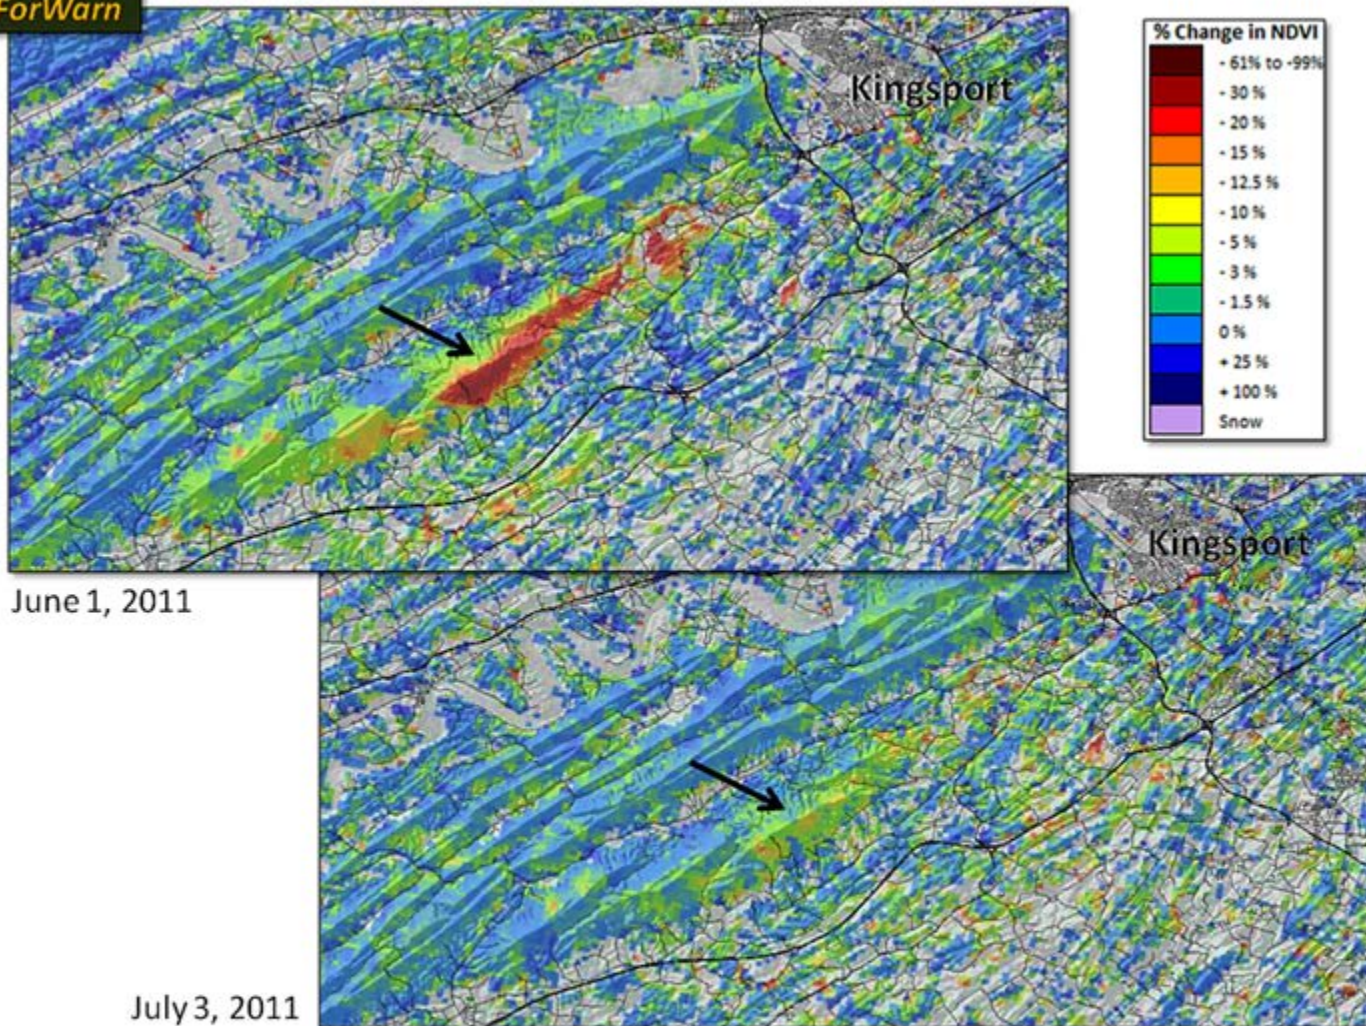 ForWarn
Kingsport
% Change in NDVI
- 61% to -99%
- 30 %
- 20 %
- 15 %
- 12.5 %
- 10 %
- 5 %
- 3 %
- 1.5 %
0 %
+ 25 %
+ 100 %
Snow
Kingsport
June 1, 2011
July 3, 2011